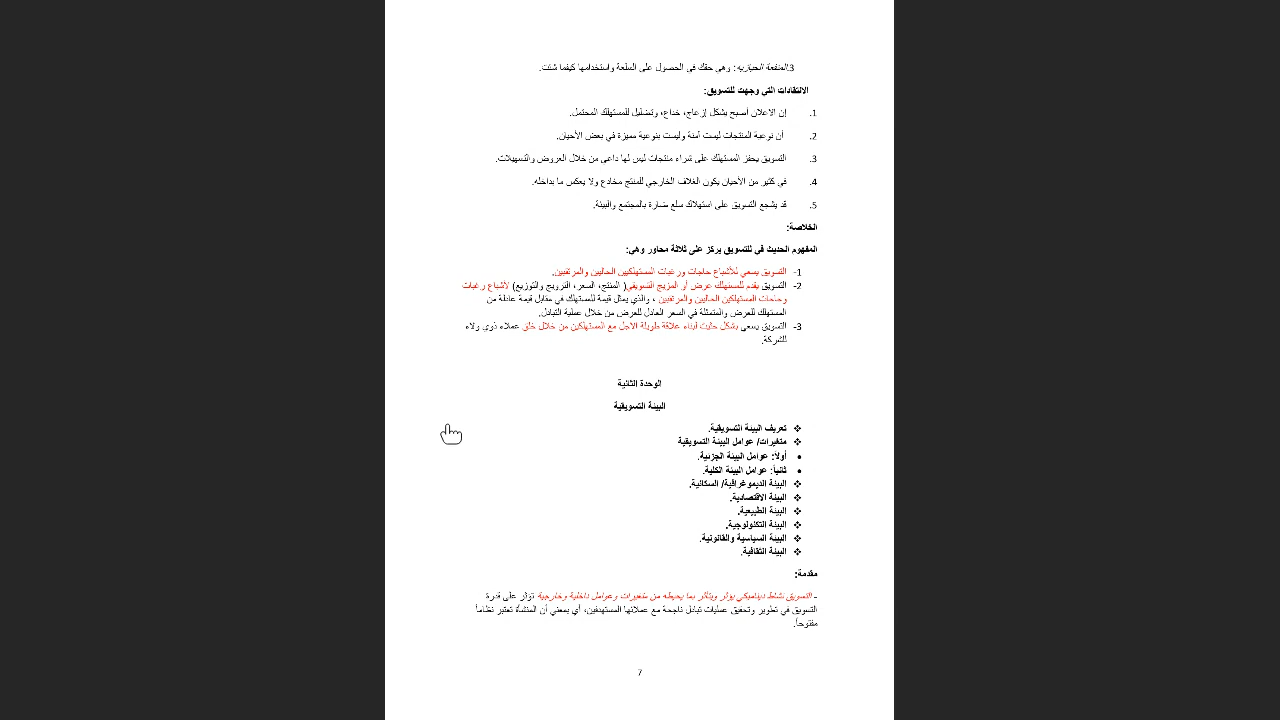 3.المنفعة الحيازيه: وهي حقك في الحصول على السلعة واستخدامها كيفما شئت.
الانتقادات التي وجهت للتسويق:
1. إن الاعلان أصبح يشكل إزعاج، خداع، وتضليل للمستهلك المحتمل.
2. أن نوعية المنتجات ليست آمنة وليست بنوعية مميزة في بعض الأحيان.
3. التسويق يحفز المستهلك على شراء منتجات ليس لها داعى من خلال العروض والتسهيلات.
4. في كثير من الأحيان يكون الغلاف الخارجي للمنتج مخادع ولا يعكس ما بداخله.
5. قد يشجع التسويق على استهلاك سلع ضارة بالمجتمع والبيئة.
الخلاصة:
المفهوم الحديث في للتسويق يركز على ثلاثة محاور وهي:
1- التسويق يسعى للأشباع حاجات ورغبات المستهلكيين الحاليين والمرتقبين.
2- التسويق يقدم للمستهلك عرض أو المزيج التسويقي( المنتج، السعر، الترويج والتوزيع) لأشباع رغبات
وحاجات المستهلكين الحاليين والمرتقبين ، والذي يمثل قيمة للمستهلك في مقابل قيمة عادلة من
المستهلك للعرض والمتمثلة في السعر العادل للعرض من خلال عملية التبادل.
3- التسويق يسعى بشكل حثيث لبناء علاقة طويلة الاجل مع المستهلكين من خلال خلق عملاء ذوي ولاء
للشركة.
الوحدة الثانية
البيئة التسويقية
❖ تعريف البيئة التسويقية.
❖ متغيرات/ عوامل البيئة التسويقية
• أولاً: عوامل البيئة الجزئية.
• ثانياً: عوامل البيئة الكلية.
❖ البيئة الديموغرافية/ السكانية.
❖ البيئة الاقتصادية.
❖ البيئة الطبيعية.
❖ البيئة التكنولوجية.
❖ البيئة السياسية والقانونية.
❖ البيئة الثقافية.
مقدمة:
- التسويق نشاط ديناميكي يؤثر ويتأثر بما يحيطه من متغيرات وعوامل داخلية وخارجية تؤثر على قدرة
التسويق في تطوير وتحقيق عمليات تبادل ناجحة مع عملائها المستهدفين، أي بمعني أن المنشأة تعتبر نظاماً
مفتوحاً.
7